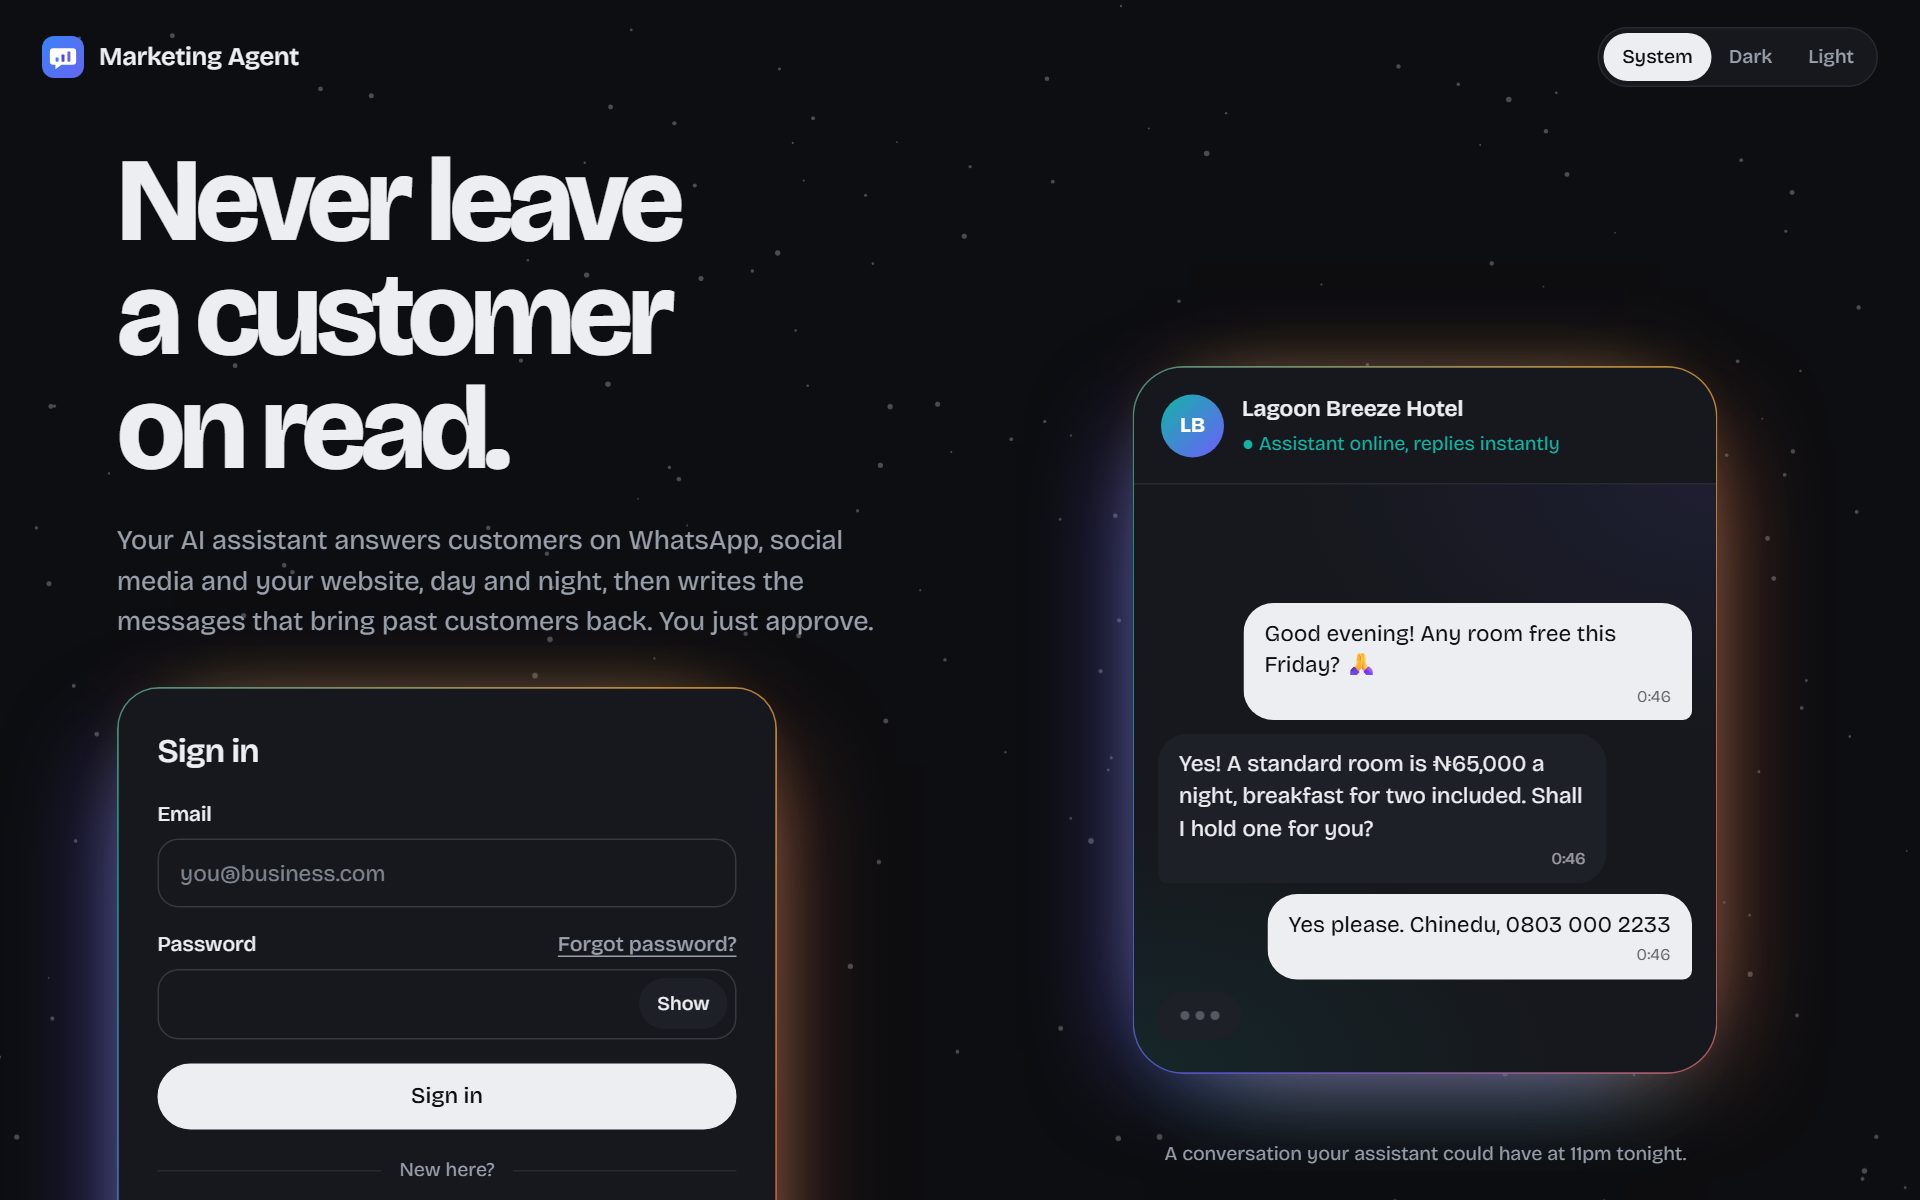 Marketing Agent
System Dark Light
Never leave
a customer
on read.
Your AI assistant answers customers on WhatsApp, social
media and your website, day and night, then writes the
messages that bring past customers back. You just approve.
Sign in
Email
you@business.com
Password Forgot password?
Show
Sign in
New here?
LB
Lagoon Breeze Hotel
Assistant online, replies instantly
Good evening! Any room free this
Friday? 🙏
0:46
Yes! A standard room is ₦65,000 a
night, breakfast for two included. Shall
I hold one for you?
0:46
Yes please. Chinedu, 0803 000 2233
0:46
A conversation your assistant could have at 11pm tonight.